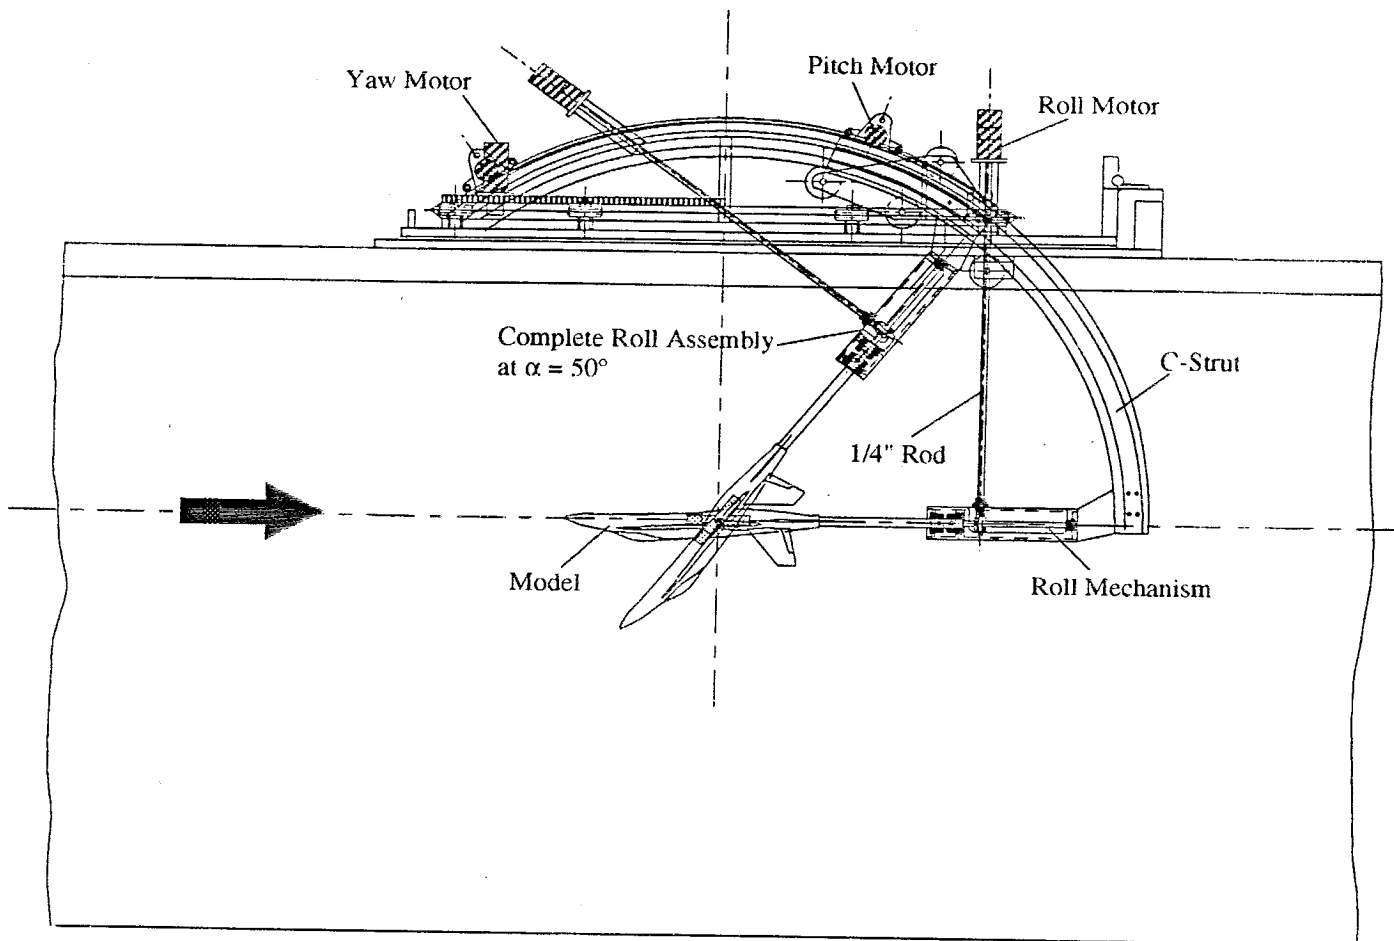 Yaw Motor
Pitch Motor
Roll Motor
Complete Roll Assembly
at α = 50°
C-Strut
1/4" Rod
Model
Roll Mechanism